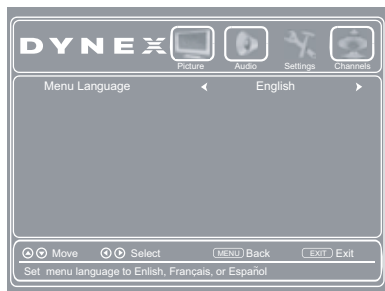 DYNEX
Picture Audio Settings Channels
Menu Language English
Move Select MENU Back EXIT Exit
Set menu language to Enlish, Français, or Español